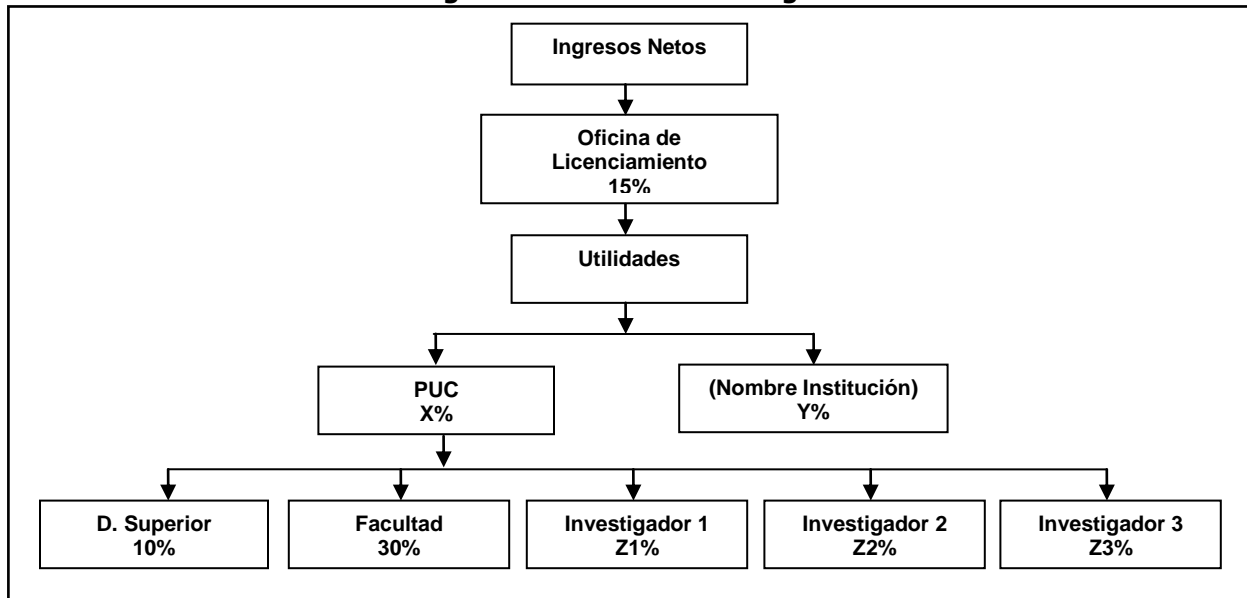 Ingresos Netos
Oficina de
Licenciamiento
15%
Utilidades
PUC
X%
(Nombre Institución)
Y%
D. Superior
10%
Facultad
30%
Investigador 1
Z1%
Investigador 2
Z2%
Investigador 3
Z3%